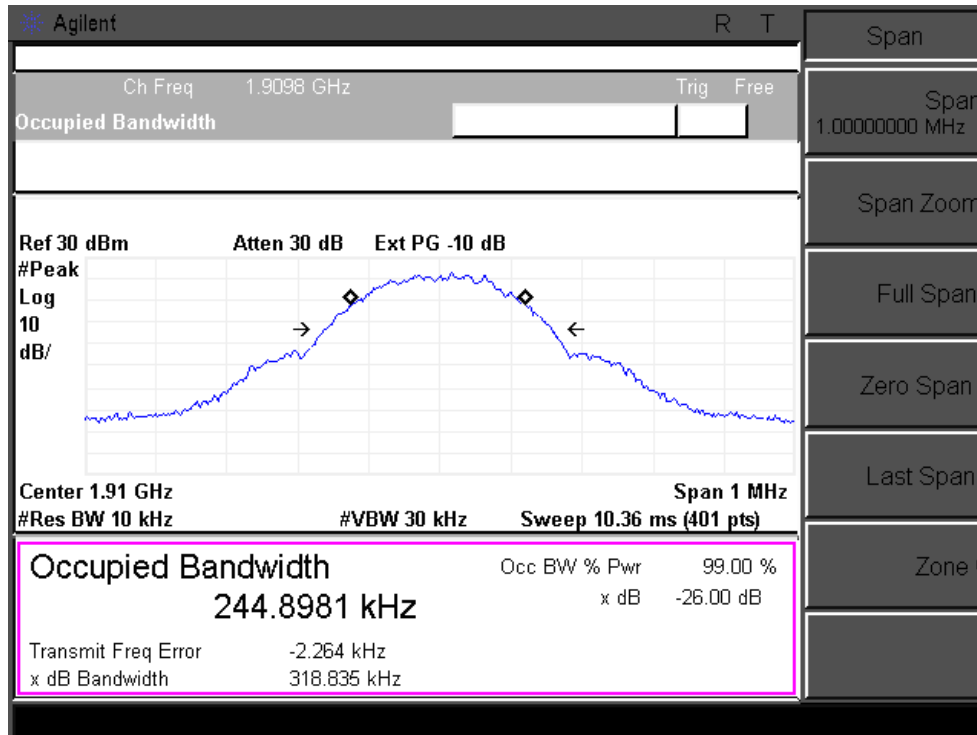 Agilent R T
Span
Ch Freq 1.9098 GHz Trig Free
Occupied Bandwidth
Span
1.00000000 MHz
Span Zoom
Ref 30 dBm Atten 30 dB Ext PG -10 dB
#Peak
Log
10
dB/
Full Span
Zero Span
Last Span
Center 1.91 GHz Span 1 MHz
#Res BW 10 kHz #VBW 30 kHz Sweep 10.36 ms (401 pts)
Occupied Bandwidth Occ BW % Pwr 99.00 %
244.8981 kHz x dB -26.00 dB
Zone
Transmit Freq Error -2.264 kHz
x dB Bandwidth 318.835 kHz